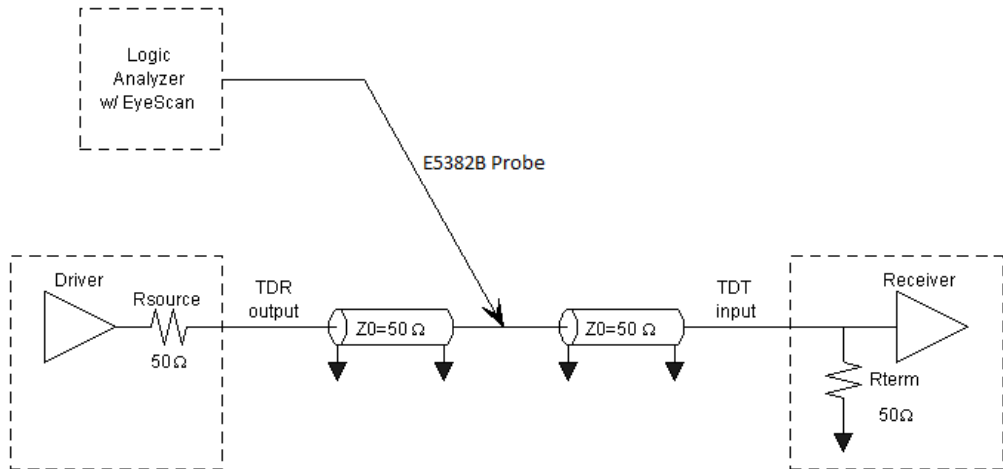 Logic
Analyzer
w/ EyeScan
E5382B Probe
Driver
Rsource
50Ω
TDR
output
Z0=50 Ω
Z0=50 Ω
TDT
input
Receiver
Rterm
50Ω